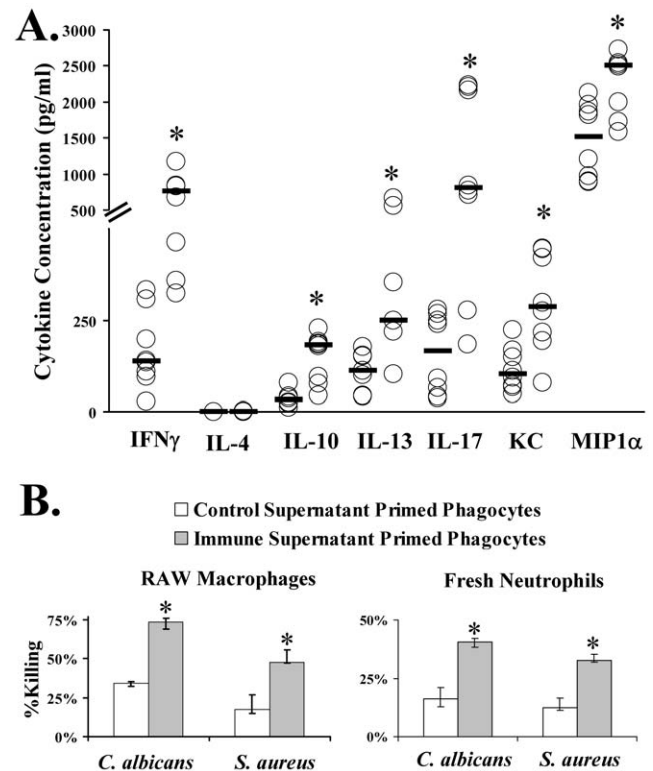 A.
Cytokine Concentration (pg/ml)
3000
2500
2000
1500
1000
500
250
0
*
*
*
*
*
*
IFNγ IL-4 IL-10 IL-13 IL-17 KC MIP1α
B.
Control Supernatant Primed Phagocytes
Immune Supernatant Primed Phagocytes
RAW Macrophages
%Killing
75%
50%
25%
0%
*
*
C. albicans S. aureus
Fresh Neutrophils
50%
25%
0%
*
*
C. albicans S. aureus